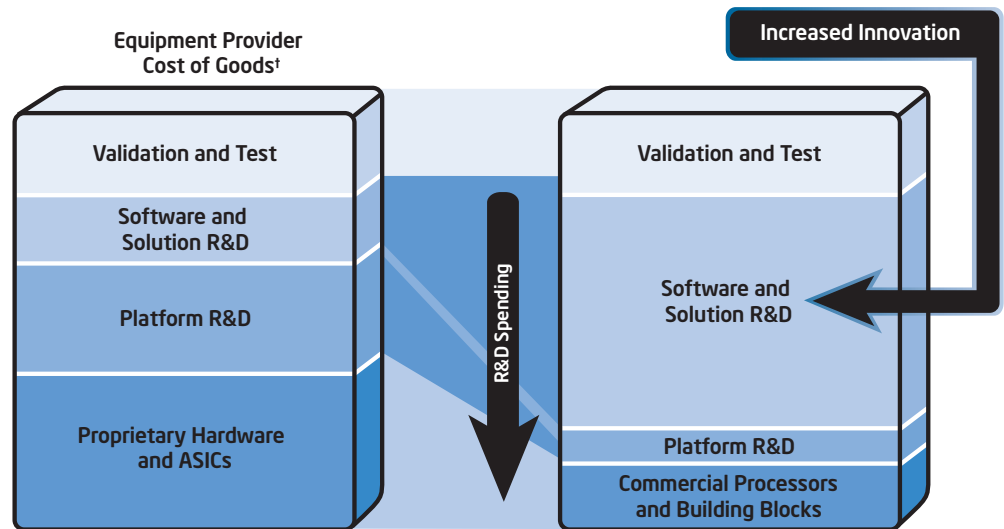 Equipment Provider
Cost of Goods†
Increased Innovation
Validation and Test
Software and
Solution R&D
Platform R&D
Proprietary Hardware
and ASICs
R&D Spending
Validation and Test
Software and
Solution R&D
Platform R&D
Commercial Processors
and Building Blocks